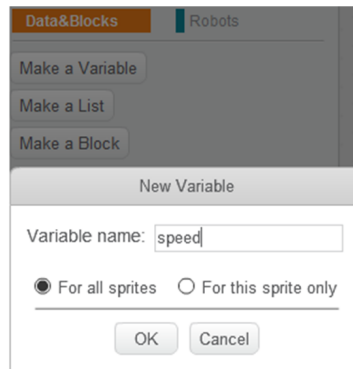 Data&Blocks Robots
Make a Variable
Make a List
Make a Block
New Variable
Variable name: speed
For all sprites For this sprite only
OK Cancel